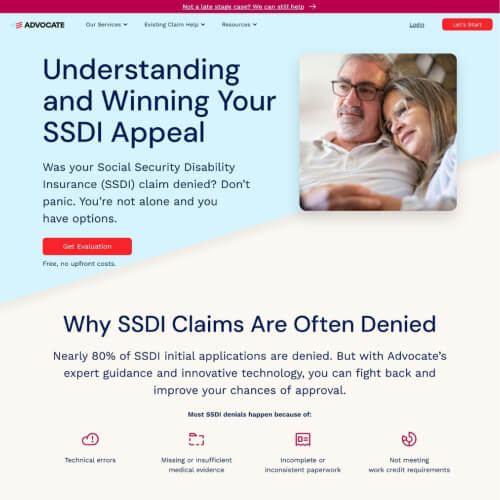 Not a late stage case? We can still help →
ADVOCATE
Our Services
Existing Claim Help
Resources
Login
Let's Start
Understanding
and Winning Your
SSDI Appeal
Was your Social Security Disability
Insurance (SSDI) claim denied? Don't
panic. You're not alone and you
have options.
Get Evaluation
Free, no upfront costs.
Why SSDI Claims Are Often Denied
Nearly 80% of SSDI initial applications are denied. But with Advocate's
expert guidance and innovative technology, you can fight back and
improve your chances of approval.
Most SSDI denials happen because of:
Technical errors
Missing or insufficient
medical evidence
Incomplete or
inconsistent paperwork
Not meeting
work credit requirements